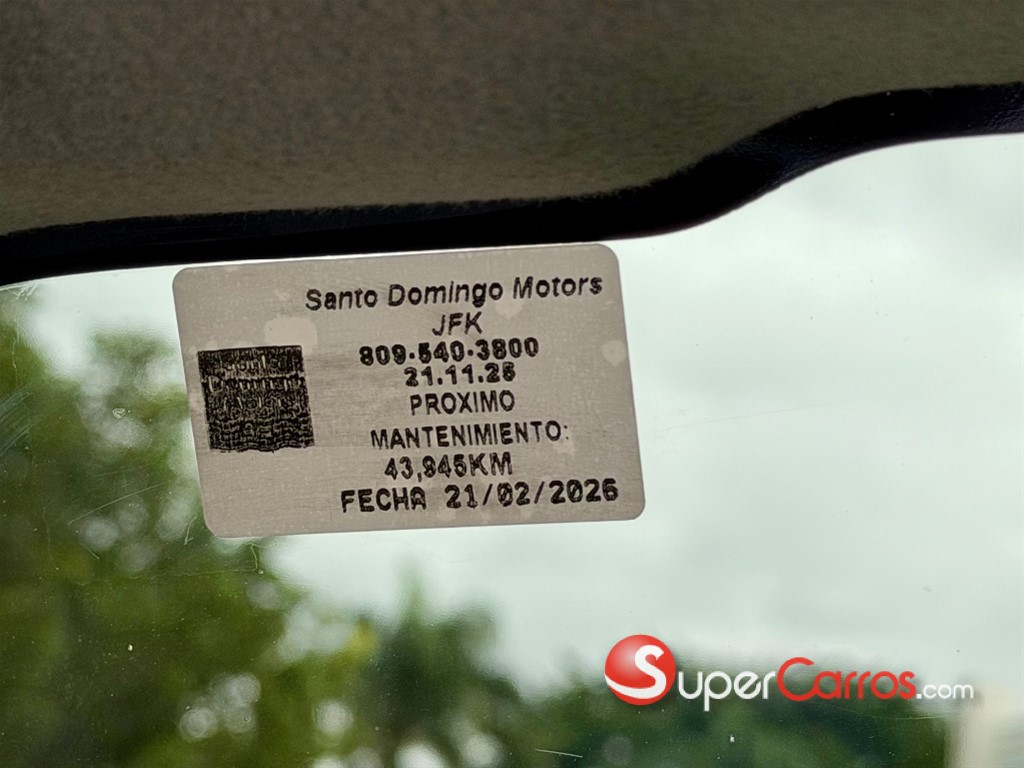 Santo Domingo Motors
JFK
809-540-3800
21.11.25
PROXIMO
MANTENIMIENTO:
43,945KM
FECHA 21/02/2026
SuperCarros.com